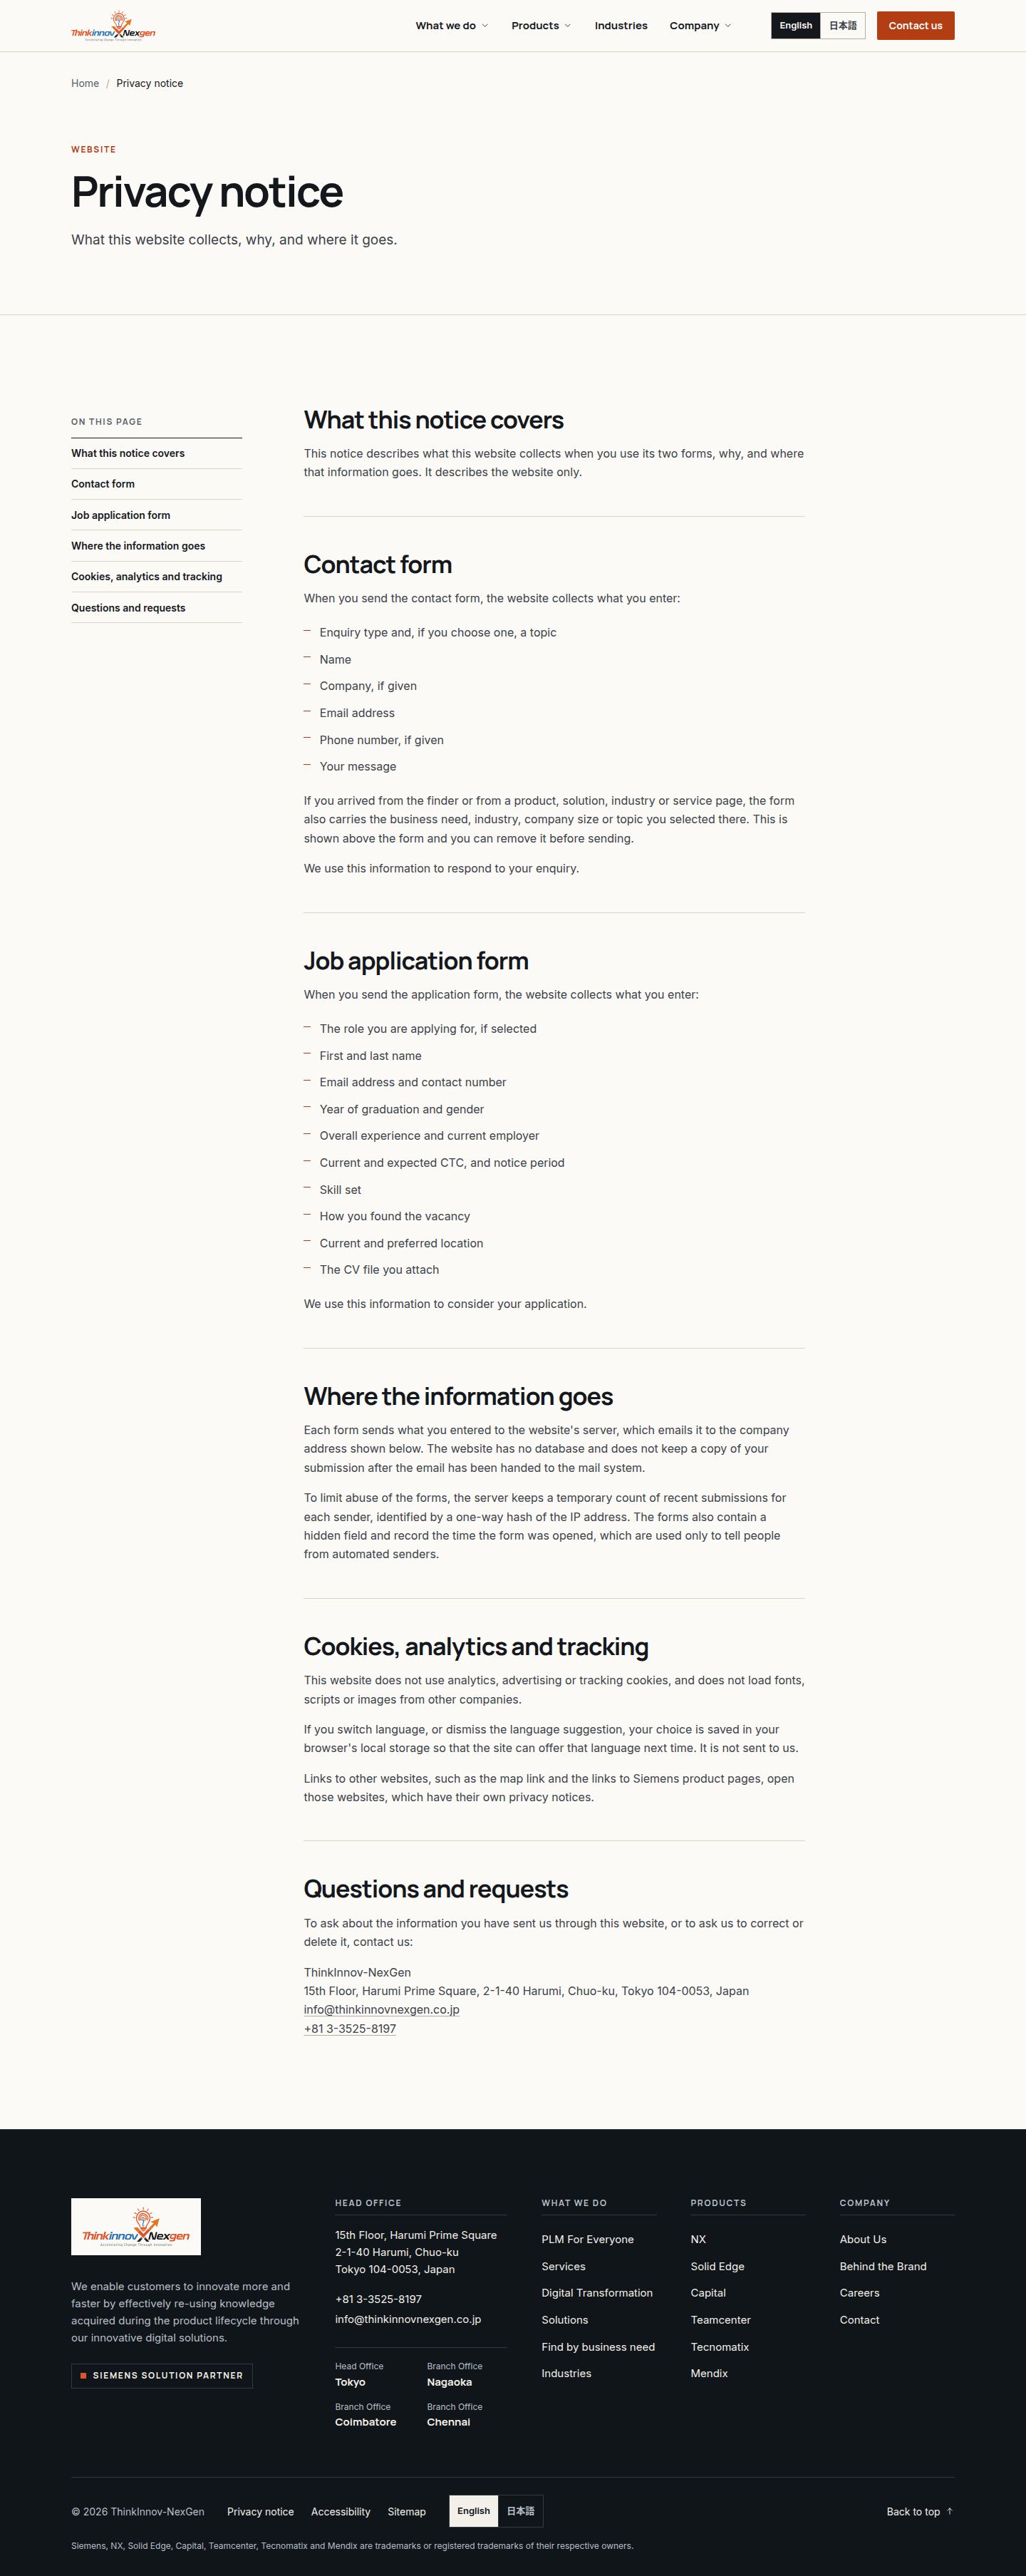 ThinkinnovXNexgen
What we do
Products
Industries
Company
English
日本語
Contact us
Home / Privacy notice
WEBSITE
Privacy notice
What this website collects, why, and where it goes.
ON THIS PAGE
What this notice covers
Contact form
Job application form
Where the information goes
Cookies, analytics and tracking
Questions and requests
What this notice covers
This notice describes what this website collects when you use its two forms, why, and where
that information goes. It describes the website only.
Contact form
When you send the contact form, the website collects what you enter:
Enquiry type and, if you choose one, a topic
Name
Company, if given
Email address
Phone number, if given
Your message
If you arrived from the finder or from a product, solution, industry or service page, the form
also carries the business need, industry, company size or topic you selected there. This is
shown above the form and you can remove it before sending.
We use this information to respond to your enquiry.
Job application form
When you send the application form, the website collects what you enter:
The role you are applying for, if selected
First and last name
Email address and contact number
Year of graduation and gender
Overall experience and current employer
Current and expected CTC, and notice period
Skill set
How you found the vacancy
Current and preferred location
The CV file you attach
We use this information to consider your application.
Where the information goes
Each form sends what you entered to the website's server, which emails it to the company
address shown below. The website has no database and does not keep a copy of your
submission after the email has been handed to the mail system.
To limit abuse of the forms, the server keeps a temporary count of recent submissions for
each sender, identified by a one-way hash of the IP address. The forms also contain a
hidden field and record the time the form was opened, which are used only to tell people
from automated senders.
Cookies, analytics and tracking
This website does not use analytics, advertising or tracking cookies, and does not load fonts,
scripts or images from other companies.
If you switch language, or dismiss the language suggestion, your choice is saved in your
browser's local storage so that the site can offer that language next time. It is not sent to us.
Links to other websites, such as the map link and the links to Siemens product pages, open
those websites, which have their own privacy notices.
Questions and requests
To ask about the information you have sent us through this website, or to ask us to correct or
delete it, contact us:
ThinkInnov-NexGen
15th Floor, Harumi Prime Square, 2-1-40 Harumi, Chuo-ku, Tokyo 104-0053, Japan
info@thinkinnovnexgen.co.jp
+81 3-3525-8197
ThinkinnovXNexgen
Accelerating Change Through Innovation
We enable customers to innovate more and
faster by effectively re-using knowledge
acquired during the product lifecycle through
our innovative digital solutions.
SIEMENS SOLUTION PARTNER
HEAD OFFICE
15th Floor, Harumi Prime Square
2-1-40 Harumi, Chuo-ku
Tokyo 104-0053, Japan
+81 3-3525-8197
info@thinkinnovnexgen.co.jp
Head Office
Tokyo
Branch Office
Nagaoka
Branch Office
Coimbatore
Branch Office
Chennai
WHAT WE DO
PLM For Everyone
Services
Digital Transformation
Solutions
Find by business need
Industries
PRODUCTS
NX
Solid Edge
Capital
Teamcenter
Tecnomatix
Mendix
COMPANY
About Us
Behind the Brand
Careers
Contact
© 2026 ThinkInnov-NexGen
Privacy notice
Accessibility
Sitemap
English
日本語
Back to top ↑
Siemens, NX, Solid Edge, Capital, Teamcenter, Tecnomatix and Mendix are trademarks or registered trademarks of their respective owners.